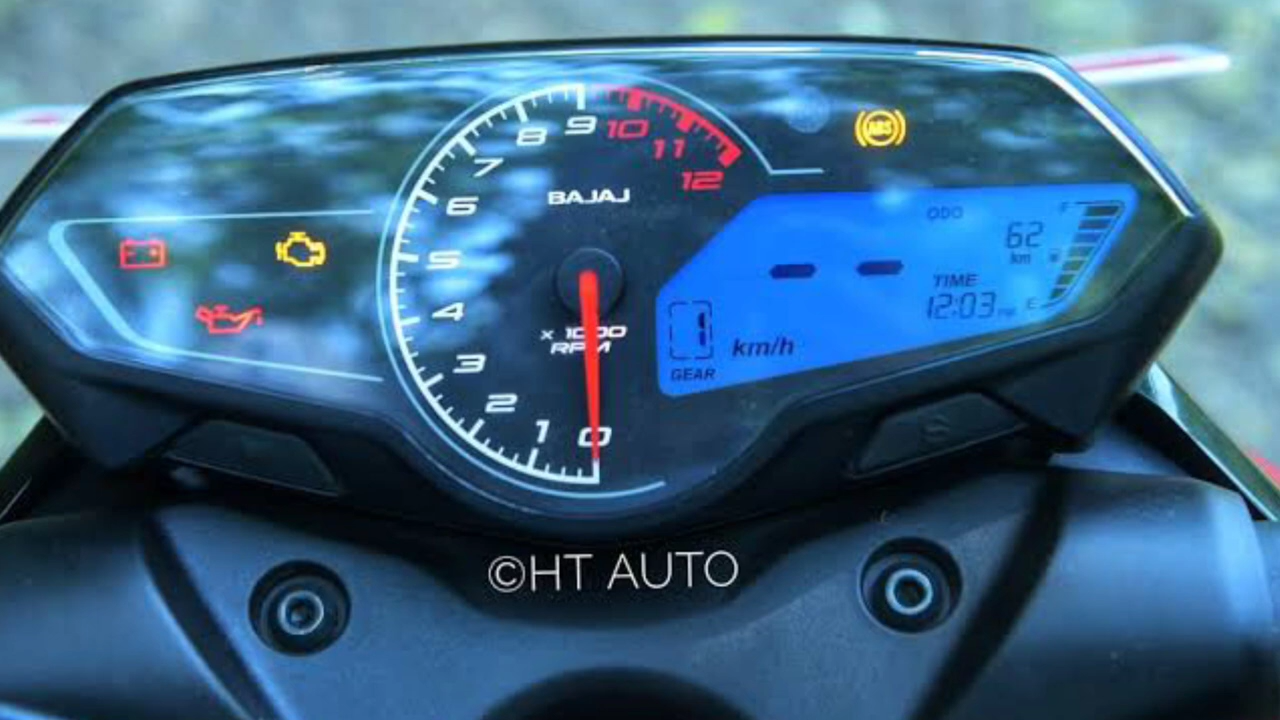 0
1
2
3
4
5
6
7
8
9
10
11
12
BAJAJ
x 1000
RPM
ABS
ODO
62
km
F
TIME
12:03
E
-- 
1
km/h
GEAR
©HT AUTO